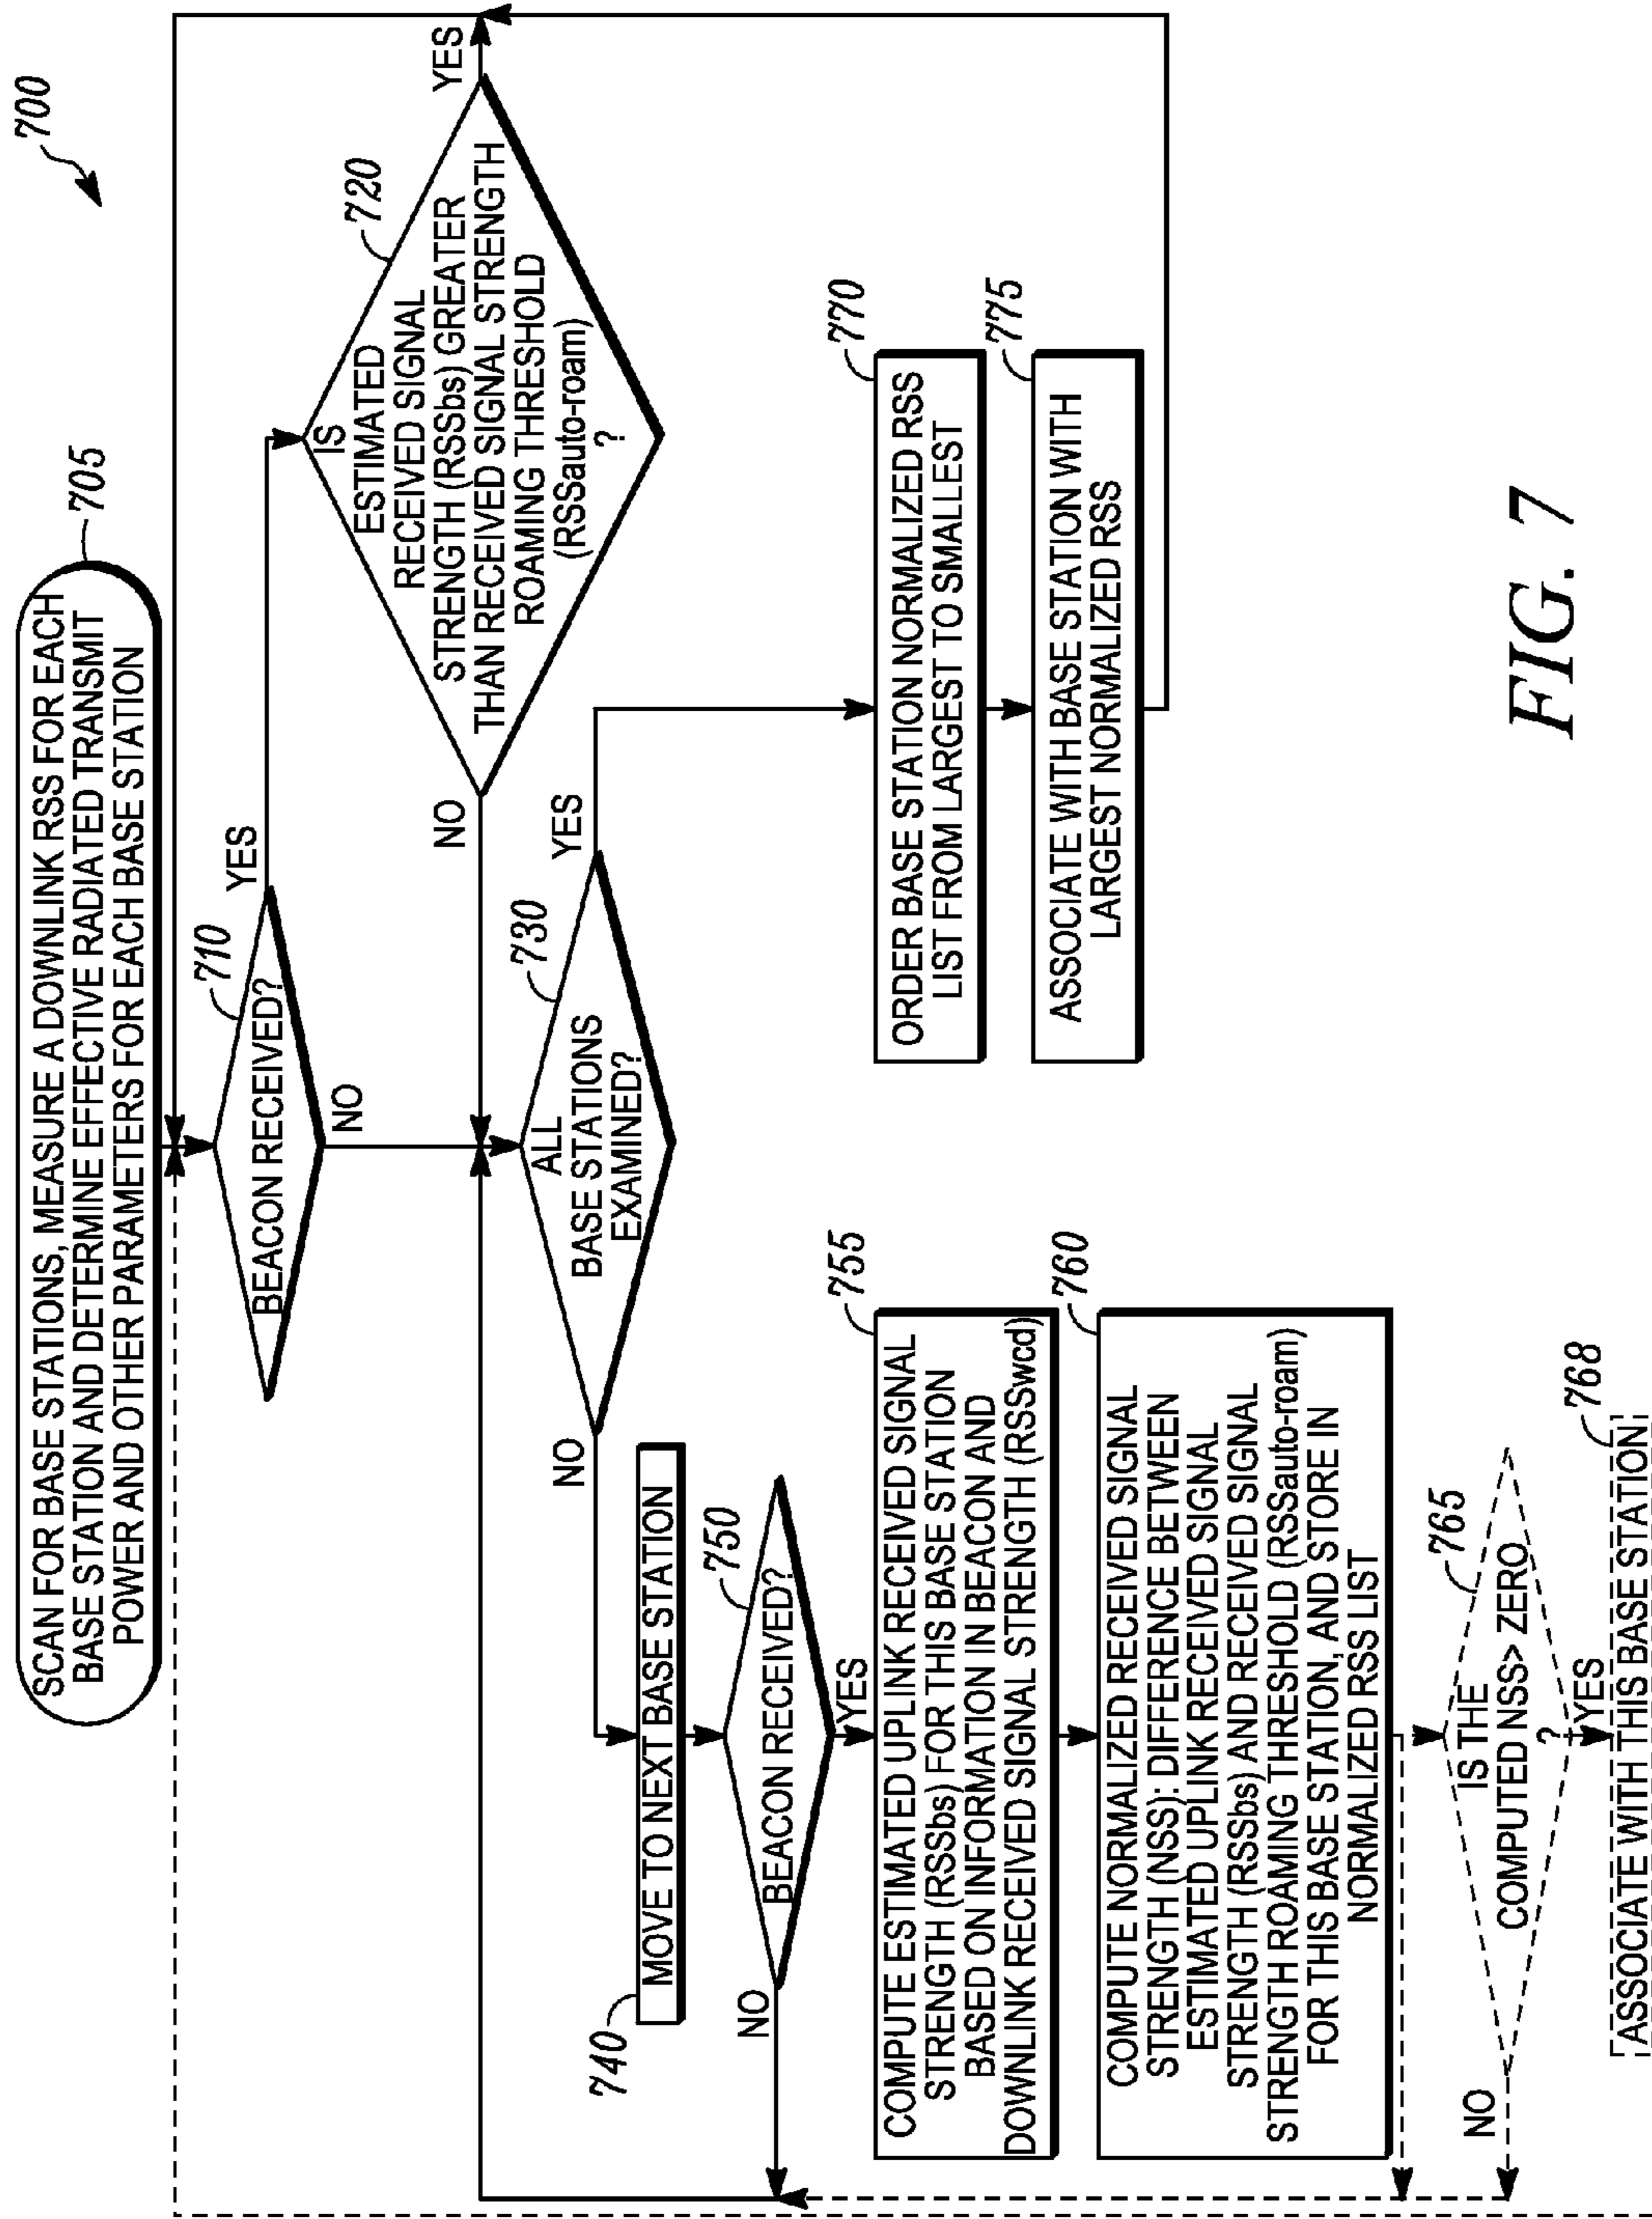 700
SCAN FOR BASE STATIONS, MEASURE A DOWNLINK RSS FOR EACH
BASE STATION AND DETERMINE EFFECTIVE RADIATED TRANSMIT
POWER AND OTHER PARAMETERS FOR EACH BASE STATION
705
BEACON RECEIVED?
710
YES
NO
IS
ESTIMATED
RECEIVED SIGNAL
STRENGTH (RSSbs) GREATER
THAN RECEIVED SIGNAL STRENGTH
ROAMING THRESHOLD
(RSSauto-roam)
?
720
YES
NO
ALL
BASE STATIONS
EXAMINED?
730
YES
NO
MOVE TO NEXT BASE STATION
740
BEACON RECEIVED?
750
NO
YES
COMPUTE ESTIMATED UPLINK RECEIVED SIGNAL
STRENGTH (RSSbs) FOR THIS BASE STATION
BASED ON INFORMATION IN BEACON AND
DOWNLINK RECEIVED SIGNAL STRENGTH (RSSwcd)
755
COMPUTE NORMALIZED RECEIVED SIGNAL
STRENGTH (NSS): DIFFERENCE BETWEEN
ESTIMATED UPLINK RECEIVED SIGNAL
STRENGTH (RSSbs) AND RECEIVED SIGNAL
STRENGTH ROAMING THRESHOLD (RSSauto-roam)
FOR THIS BASE STATION, AND STORE IN
NORMALIZED RSS LIST
760
IS THE
COMPUTED NSS> ZERO
?
765
NO
YES
ASSOCIATE WITH THIS BASE STATION
768
ORDER BASE STATION NORMALIZED RSS
LIST FROM LARGEST TO SMALLEST
770
ASSOCIATE WITH BASE STATION WITH
LARGEST NORMALIZED RSS
775
FIG. 7